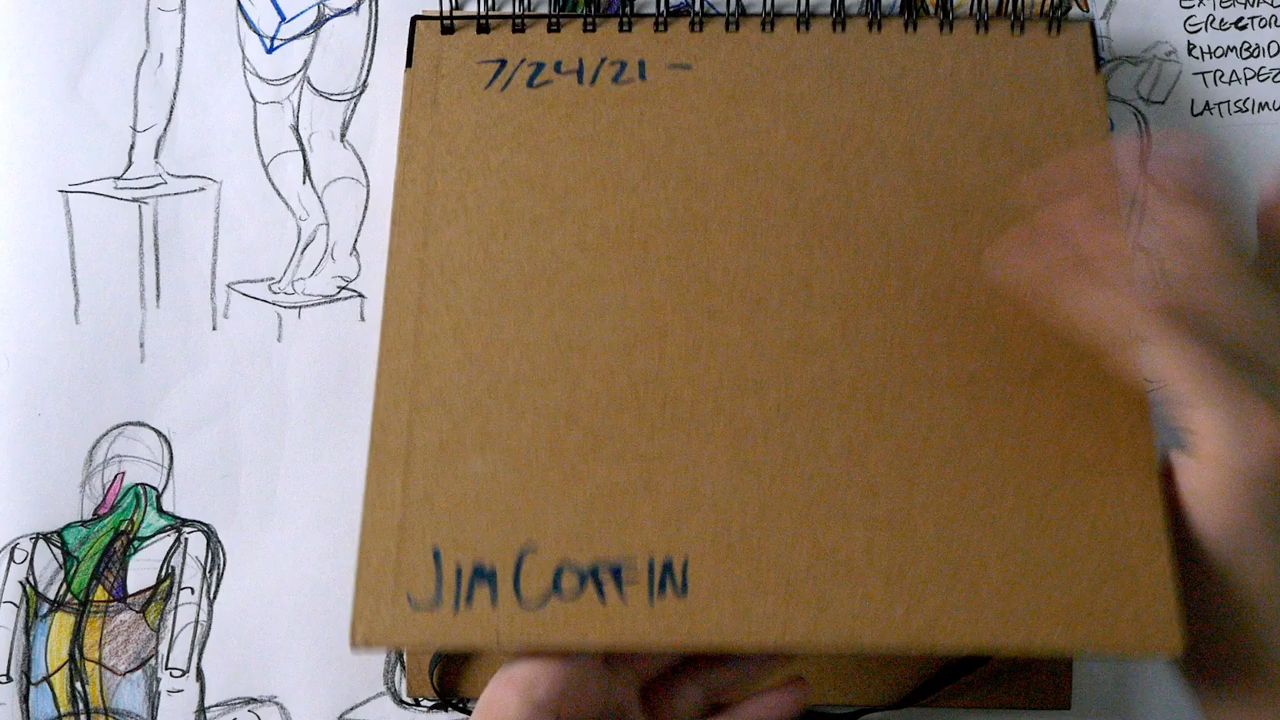 7/24/21 -
JIM COFFIN
EXTERNAL
ERECTOR
RHOMBOID
TRAPEZ
LATISSIMU